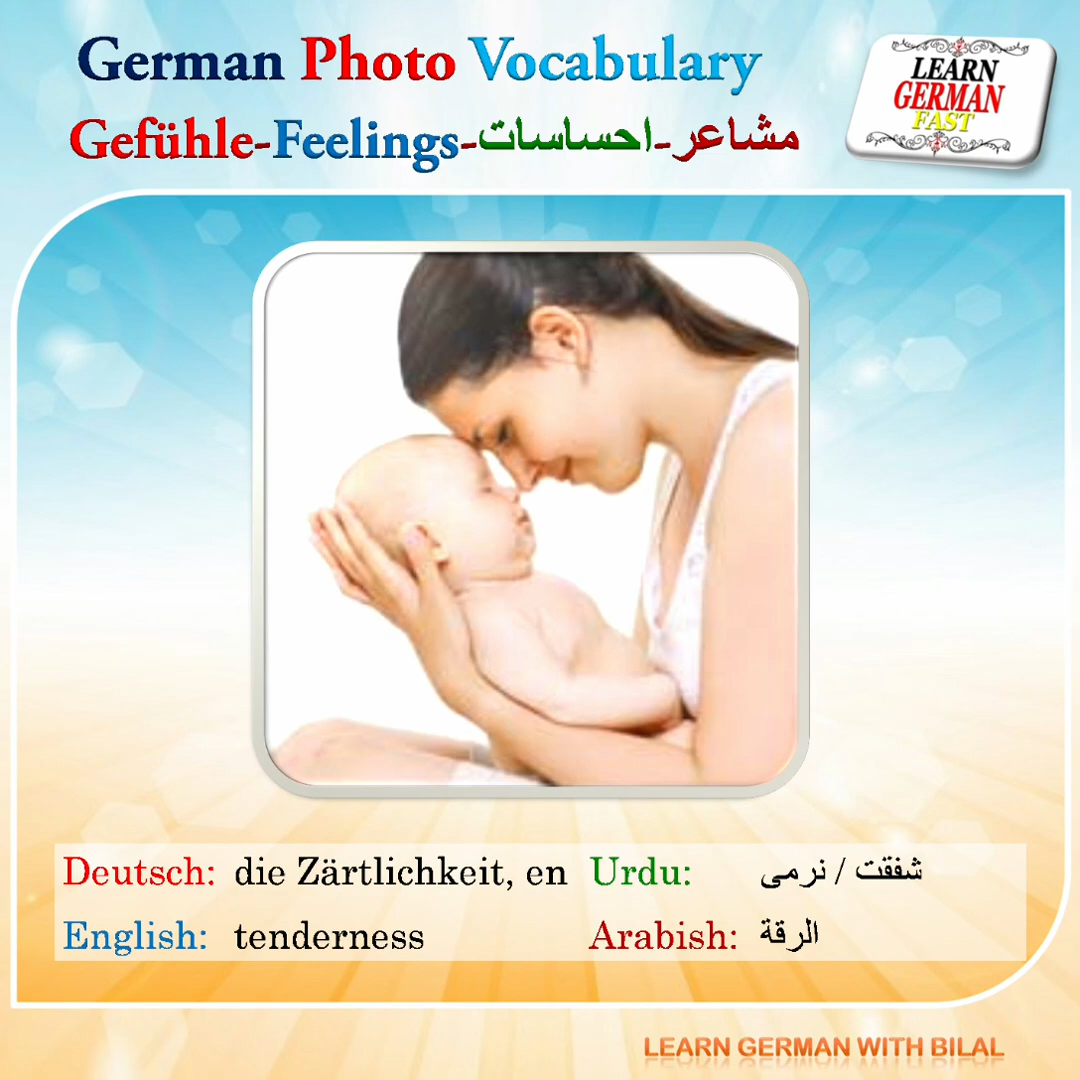 German Photo Vocabulary
Gefühle-Feelings-احساسات-مشاعر
LEARN
GERMAN
FAST
Deutsch: die Zärtlichkeit, en Urdu: شفقت / نرمی
English: tenderness Arabish: الرقة
LEARN GERMAN WITH BILAL